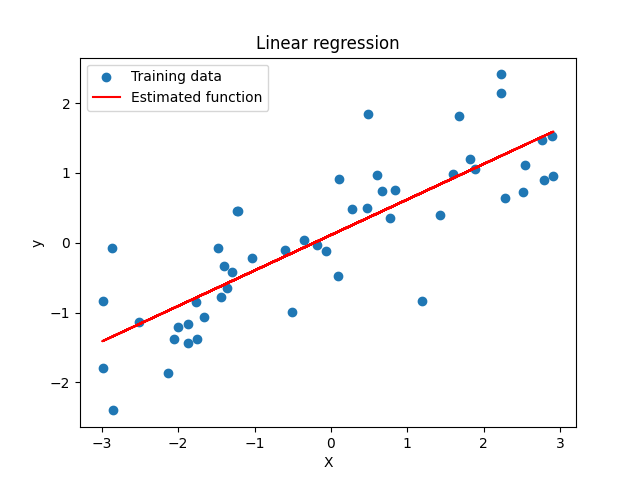 Linear regression
Training data
Estimated function
2
1
0
−1
−2
y
−3
−2
−1
0
1
2
3
X